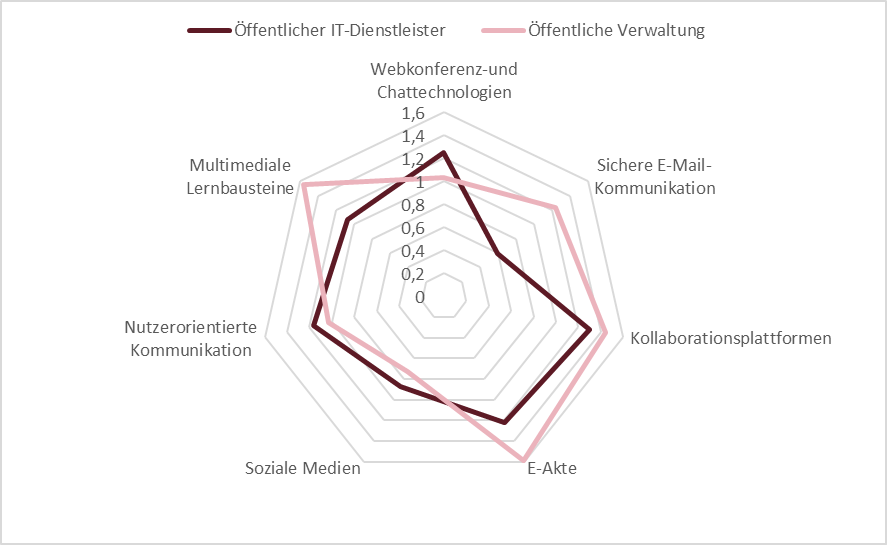 Öffentlicher IT-Dienstleister
Öffentliche Verwaltung
Webkonferenz-und
Chattechnologien
1,6
1,4
1,2
1
0,8
0,6
0,4
0,2
0
Sichere E-Mail-
Kommunikation
Kollaborationsplattformen
E-Akte
Soziale Medien
Nutzerorientierte
Kommunikation
Multimediale
Lernbausteine